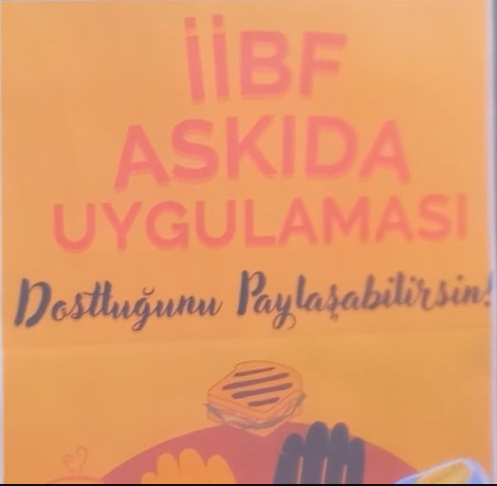 İİBF
ASKIDA
UYGULAMASI
Dostluğunu Paylaşabilirsin!